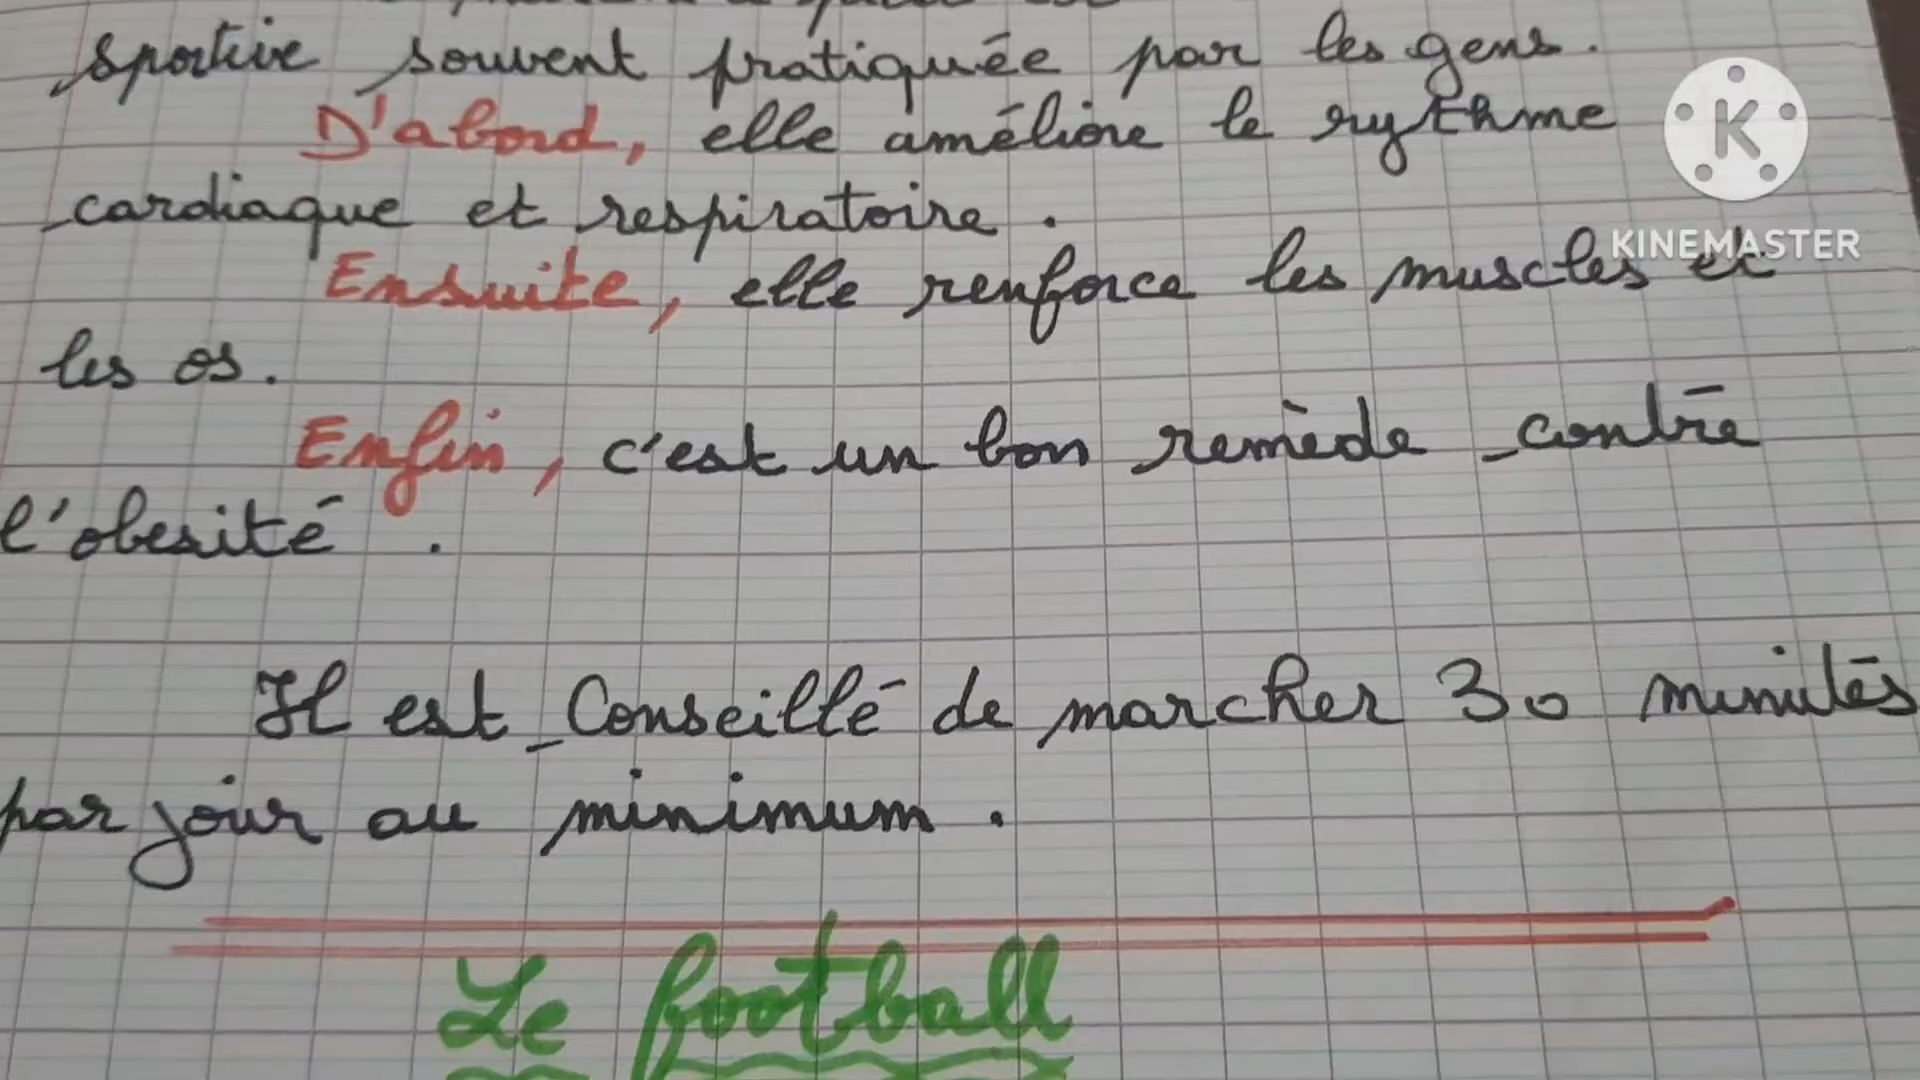 sportive souvent pratiquée par les gens.
D'abord, elle améliore le rythme
cardiaque et respiratoire.
Ensuite, elle renforce les muscles et
les os.
Enfin, c'est un bon remède contre
l'obesité.
Il est Conseillé de marcher 30 minutes
par jour au minimum.
Le football
K
KINEMASTER